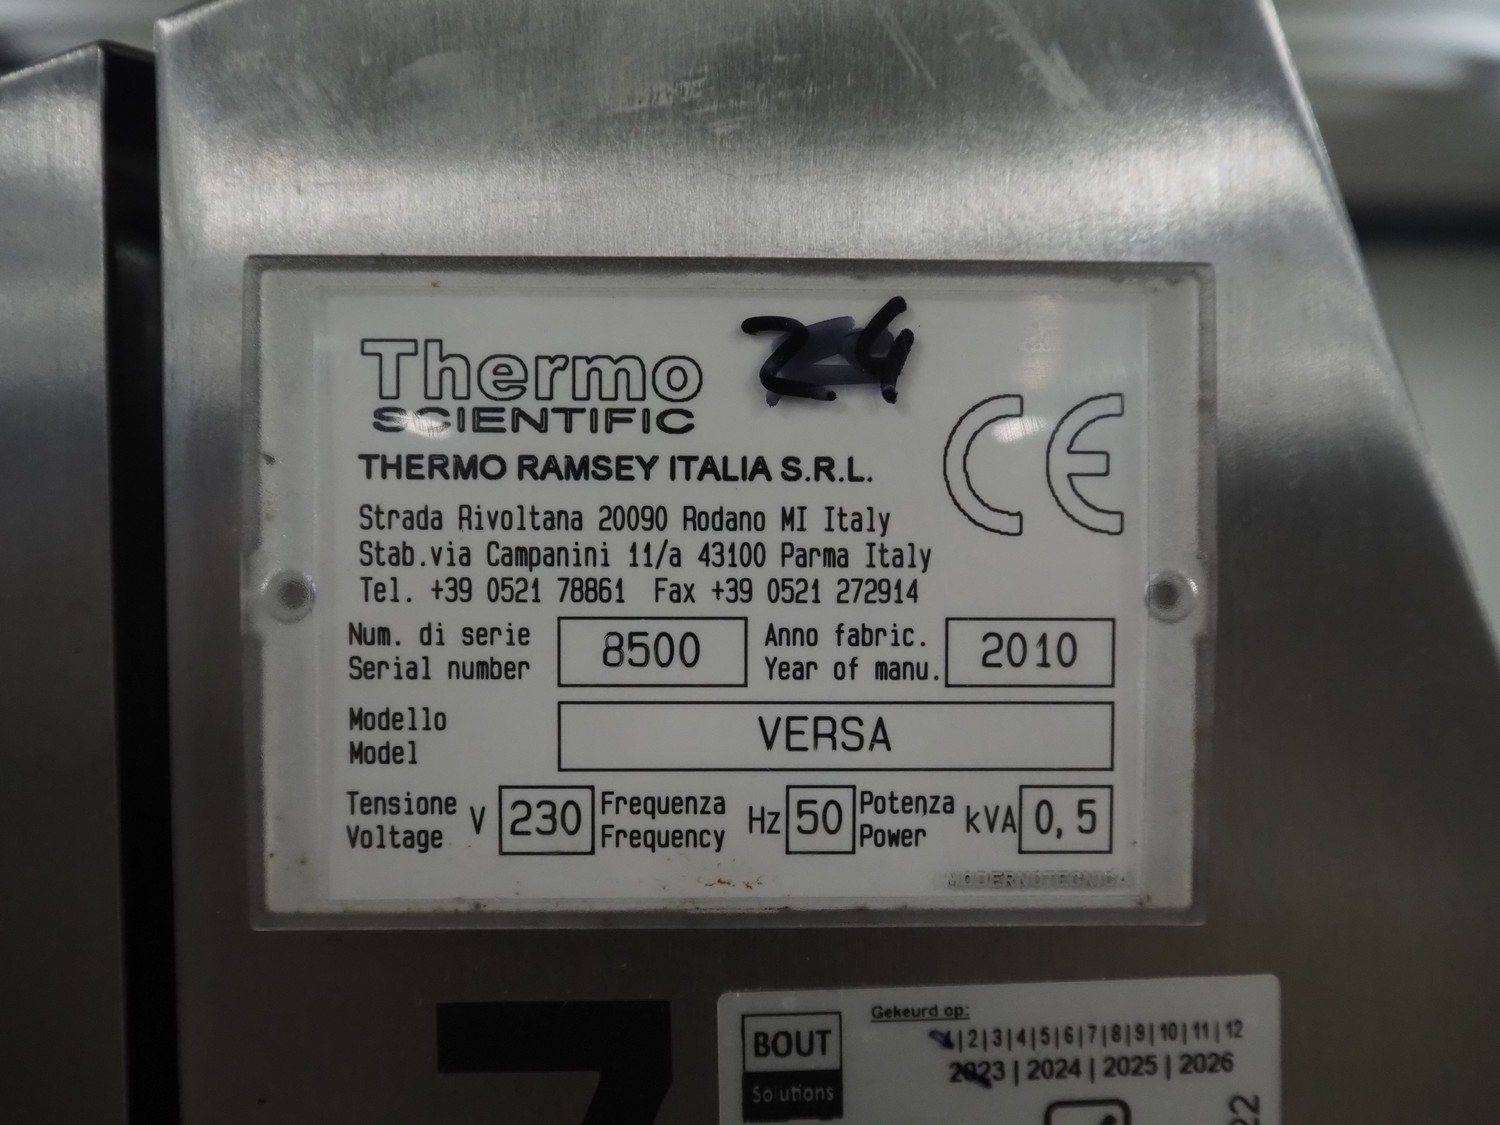 Thermo
SCIENTIFIC
24
THERMO RAMSEY ITALIA S.R.L.
CE
Strada Rivoltana 20090 Rodano MI Italy
Stab.via Campanini 11/a 43100 Parma Italy
Tel. +39 0521 78861 Fax +39 0521 272914
Num. di serie
Serial number
8500
Anno fabric.
Year of manu.
2010
Modello
Model
VERSA
Tensione
Voltage
V
230
Frequenza
Frequency
Hz
50
Potenza
Power
kVA
0,5
MODERNOTECNICA
7
BOUT
Solutions
Gekeurd op:
1|2|3|4|5|6|7|8|9|10|11|12
2023 | 2024 | 2025 | 2026
22